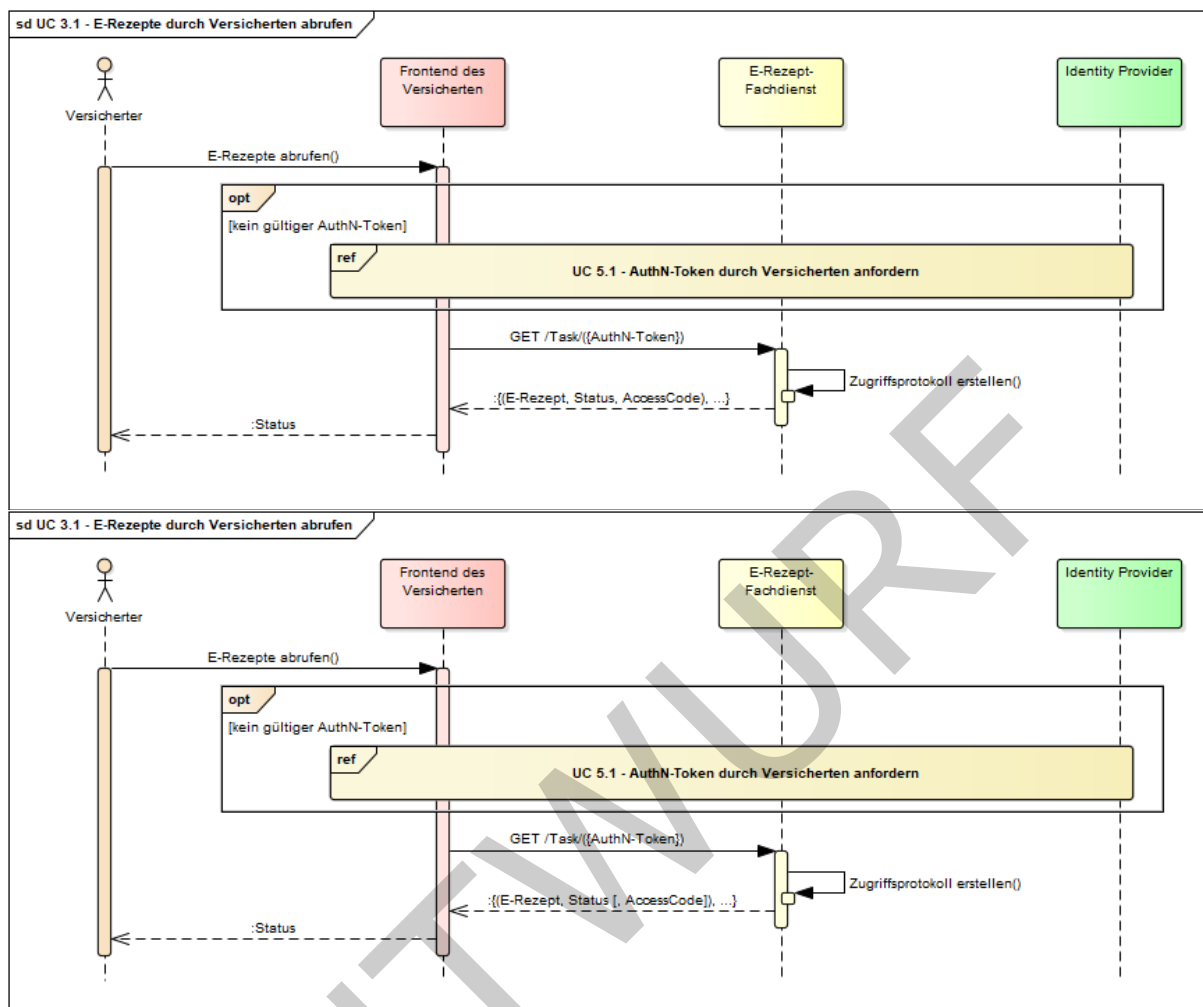 sd UC 3.1 - E-Rezepte durch Versicherten abrufen
Versicherter
Frontend des
Versicherten
E-Rezept-
Fachdienst
Identity Provider
E-Rezepte abrufen()
opt
[kein gültiger AuthN-Token]
ref
UC 5.1 - AuthN-Token durch Versicherten anfordern
GET /Task/({AuthN-Token})
Zugriffsprotokoll erstellen()
:{(E-Rezept, Status, AccessCode), ...}
:Status
sd UC 3.1 - E-Rezepte durch Versicherten abrufen
Versicherter
Frontend des
Versicherten
E-Rezept-
Fachdienst
Identity Provider
E-Rezepte abrufen()
opt
[kein gültiger AuthN-Token]
ref
UC 5.1 - AuthN-Token durch Versicherten anfordern
GET /Task/({AuthN-Token})
Zugriffsprotokoll erstellen()
:{(E-Rezept, Status [, AccessCode]), ...}
:Status
TWURF